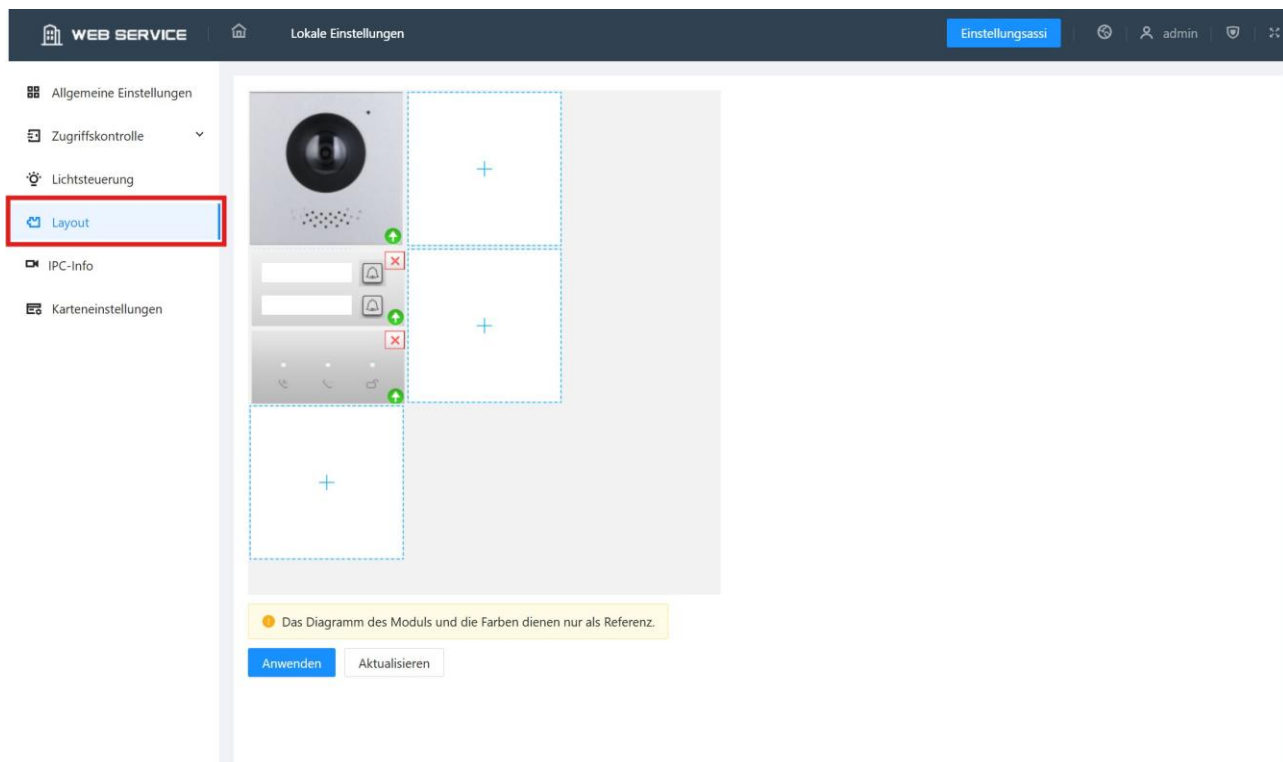 WEB SERVICE
Lokale Einstellungen
Einstellungsassi
admin
Allgemeine Einstellungen
Zugriffskontrolle
Lichtsteuerung
Layout
IPC-Info
Karteneinstellungen
Das Diagramm des Moduls und die Farben dienen nur als Referenz.
Anwenden
Aktualisieren